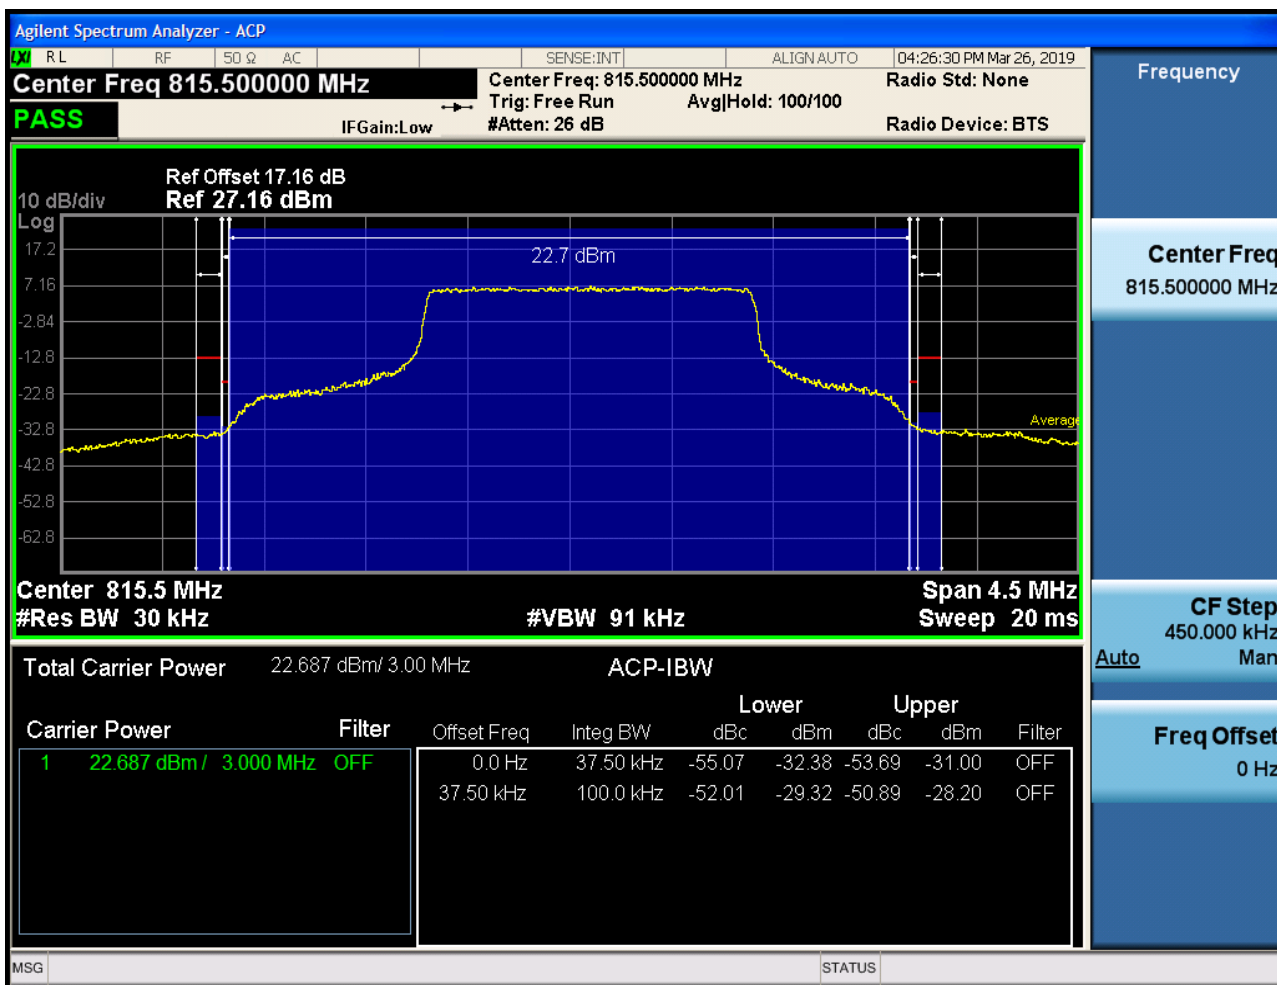 Agilent Spectrum Analyzer - ACP
LXI RL RF 50 Ω AC SENSE:INT ALIGN AUTO 04:26:30 PM Mar 26, 2019
Center Freq 815.500000 MHz
Center Freq: 815.500000 MHz
Radio Std: None
Trig: Free Run Avg|Hold: 100/100
PASS
IFGain:Low
#Atten: 26 dB
Radio Device: BTS
Ref Offset 17.16 dB
10 dB/div Ref 27.16 dBm
Log
17.2
22.7 dBm
7.16
-2.84
-12.8
-22.8
Average
-32.8
-42.8
-52.8
-62.8
Center 815.5 MHz Span 4.5 MHz
#Res BW 30 kHz #VBW 91 kHz Sweep 20 ms
Total Carrier Power 22.687 dBm/ 3.00 MHz ACP-IBW
Lower Upper
Carrier Power Filter Offset Freq Integ BW dBc dBm dBc dBm Filter
1 22.687 dBm / 3.000 MHz OFF 0.0 Hz 37.50 kHz -55.07 -32.38 -53.69 -31.00 OFF
37.50 kHz 100.0 kHz -52.01 -29.32 -50.89 -28.20 OFF
MSG STATUS
Frequency
Center Freq
815.500000 MHz
CF Step
450.000 kHz
Auto Man
Freq Offset
0 Hz